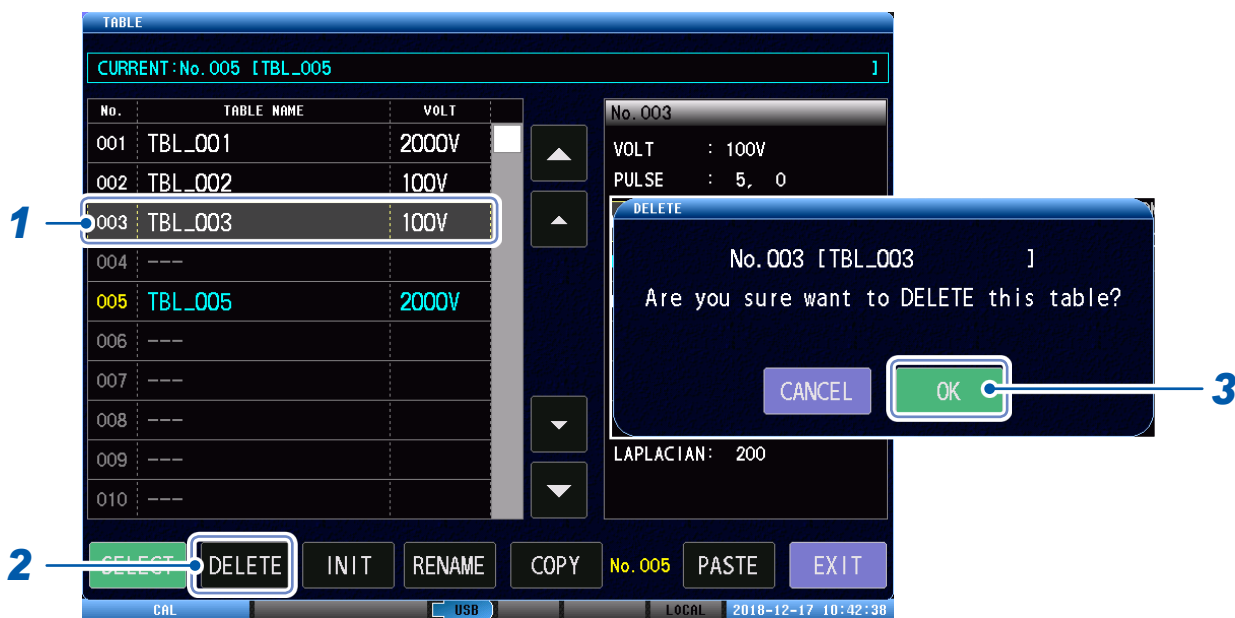 TABLE
CURRENT:No.005 [TBL_005 ]
No. TABLE NAME VOLT
001 TBL_001 2000V
002 TBL_002 100V
003 TBL_003 100V
004 ---
005 TBL_005 2000V
006 ---
007 ---
008 ---
009 ---
010 ---
No.003
VOLT : 100V
PULSE : 5, 0
DELETE
No.003 [TBL_003 ]
Are you sure want to DELETE this table?
CANCEL OK
LAPLACIAN: 200
1
2
3
SELECT DELETE INIT RENAME COPY No.005 PASTE EXIT
CAL USB LOCAL 2018-12-17 10:42:38